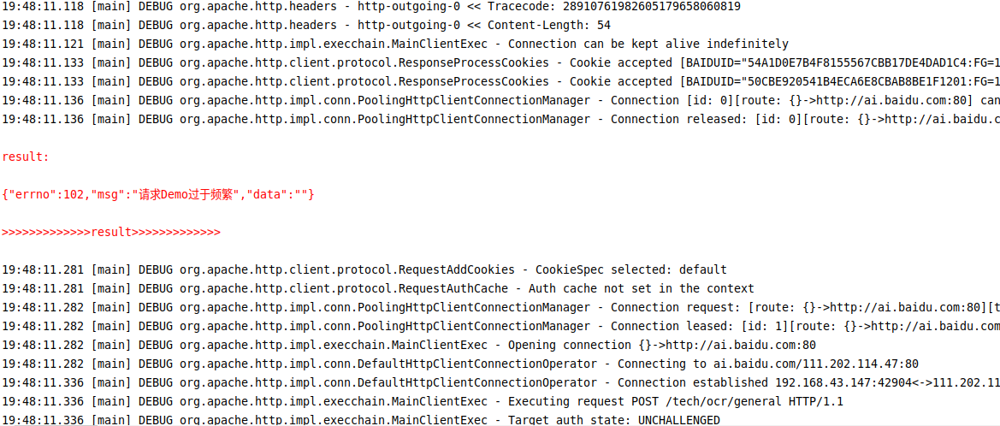 19:48:11.118 [main] DEBUG org.apache.http.headers - http-outgoing-0 << Tracecode: 28910761982605179658060819
19:48:11.118 [main] DEBUG org.apache.http.headers - http-outgoing-0 << Content-Length: 54
19:48:11.121 [main] DEBUG org.apache.http.impl.execchain.MainClientExec - Connection can be kept alive indefinitely
19:48:11.133 [main] DEBUG org.apache.http.client.protocol.ResponseProcessCookies - Cookie accepted [BAIDUID="54A1D0E7B4F8155567CBB17DE4DAD1C4:FG=1
19:48:11.133 [main] DEBUG org.apache.http.client.protocol.ResponseProcessCookies - Cookie accepted [BAIDUID="50CBE920541B4ECA6E8CBAB8BE1F1201:FG=1
19:48:11.136 [main] DEBUG org.apache.http.impl.conn.PoolingHttpClientConnectionManager - Connection [id: 0][route: {}->http://ai.baidu.com:80] can
19:48:11.136 [main] DEBUG org.apache.http.impl.conn.PoolingHttpClientConnectionManager - Connection released: [id: 0][route: {}->http://ai.baidu.c
result:
{"errno":102,"msg":"请求Demo过于频繁","data":""}
>>>>>>>>>>>>>result>>>>>>>>>>>>>
19:48:11.281 [main] DEBUG org.apache.http.client.protocol.RequestAddCookies - CookieSpec selected: default
19:48:11.281 [main] DEBUG org.apache.http.client.protocol.RequestAuthCache - Auth cache not set in the context
19:48:11.282 [main] DEBUG org.apache.http.impl.conn.PoolingHttpClientConnectionManager - Connection request: [route: {}->http://ai.baidu.com:80][t
19:48:11.282 [main] DEBUG org.apache.http.impl.conn.PoolingHttpClientConnectionManager - Connection leased: [id: 1][route: {}->http://ai.baidu.com
19:48:11.282 [main] DEBUG org.apache.http.impl.execchain.MainClientExec - Opening connection {}->http://ai.baidu.com:80
19:48:11.282 [main] DEBUG org.apache.http.impl.conn.DefaultHttpClientConnectionOperator - Connecting to ai.baidu.com/111.202.114.47:80
19:48:11.336 [main] DEBUG org.apache.http.impl.conn.DefaultHttpClientConnectionOperator - Connection established 192.168.43.147:42904<->111.202.11
19:48:11.336 [main] DEBUG org.apache.http.impl.execchain.MainClientExec - Executing request POST /tech/ocr/general HTTP/1.1
19:48:11.336 [main] DEBUG org.apache.http.impl.execchain.MainClientExec - Target auth state: UNCHALLENGED